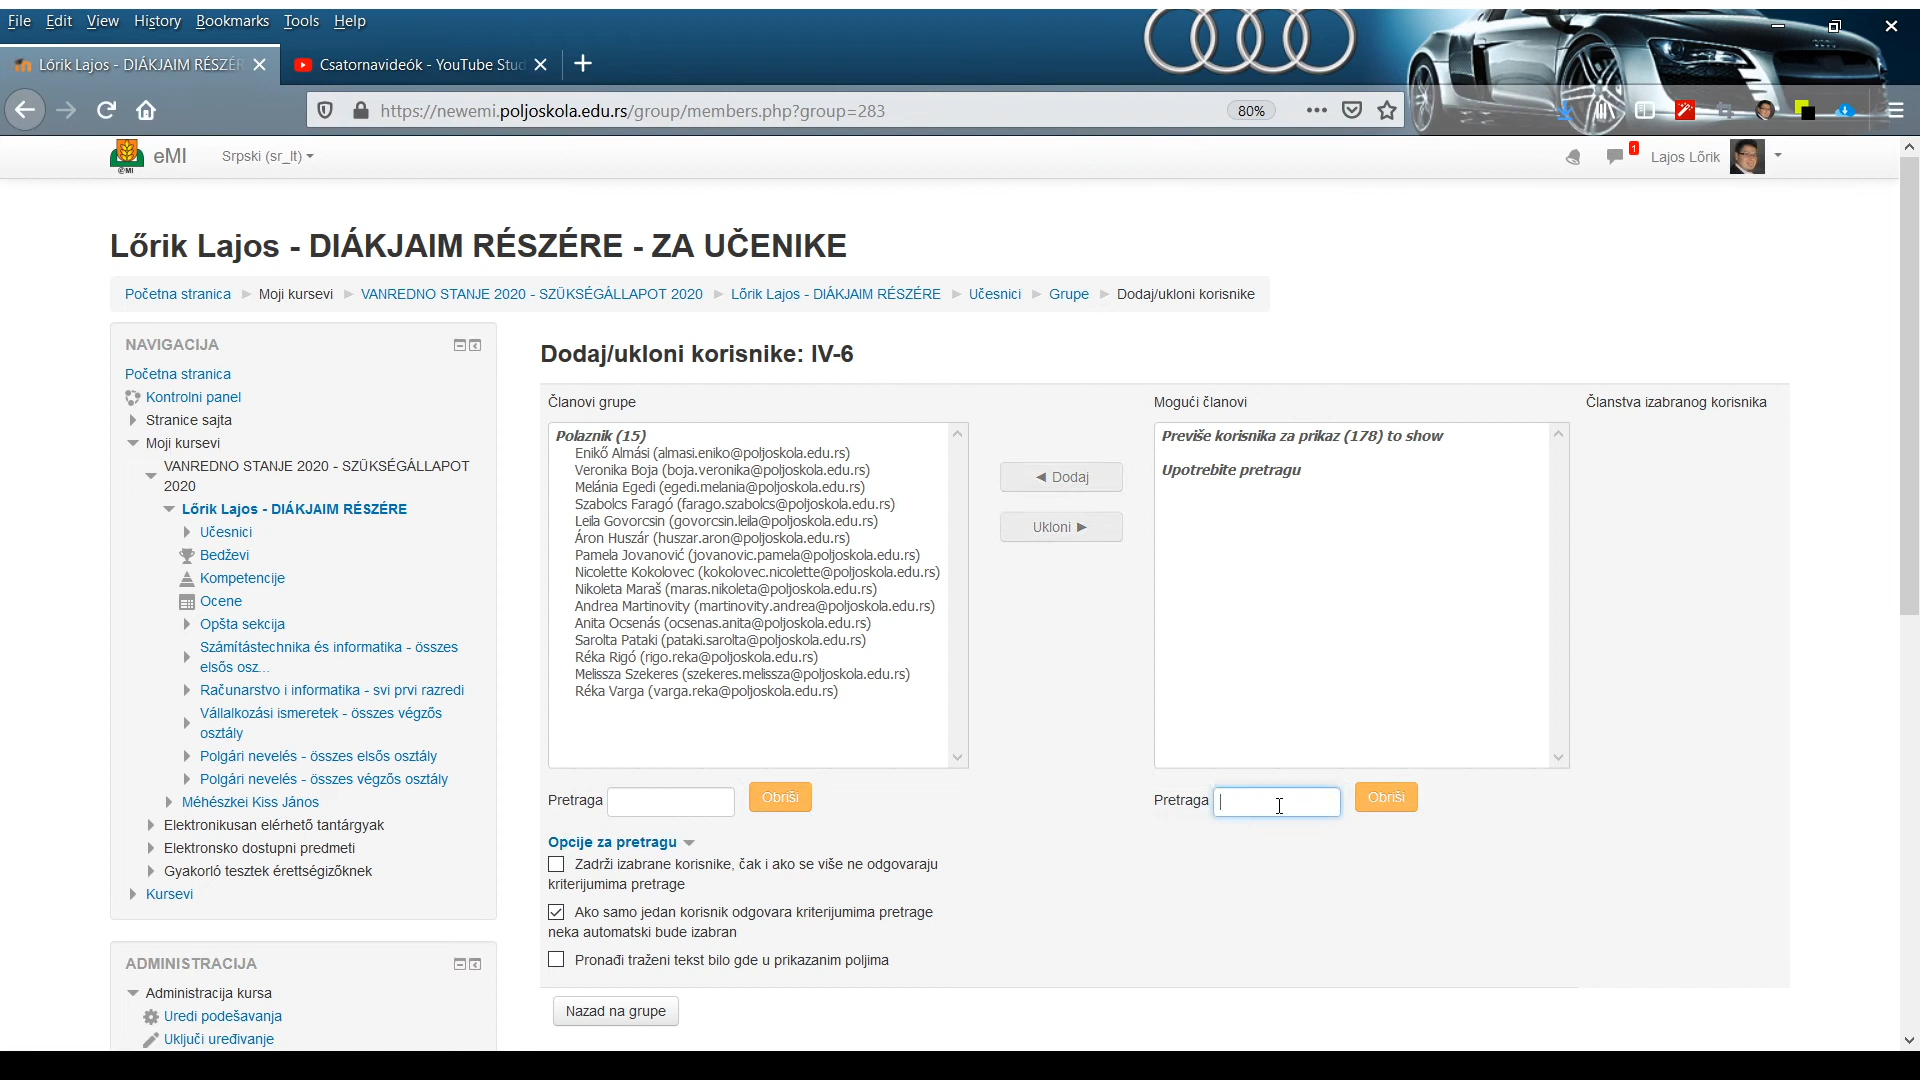 File Edit View History Bookmarks Tools Help
Lőrik Lajos - DIÁKJAIM RÉSZÉR
Csatornavideók - YouTube Stud
https://newemi.poljoskola.edu.rs/group/members.php?group=283
80%
eMI
Srpski (sr_lt)
1
Lajos Lőrik
Lőrik Lajos - DIÁKJAIM RÉSZÉRE - ZA UČENIKE
Početna stranica Moji kursevi VANREDNO STANJE 2020 - SZÜKSÉGÁLLAPOT 2020 Lőrik Lajos - DIÁKJAIM RÉSZÉRE Učesnici Grupe Dodaj/ukloni korisnike
NAVIGACIJA
Početna stranica
Kontrolni panel
Stranice sajta
Moji kursevi
VANREDNO STANJE 2020 - SZÜKSÉGÁLLAPOT
2020
Lőrik Lajos - DIÁKJAIM RÉSZÉRE
Učesnici
Bedževi
Kompetencije
Ocene
Opšta sekcija
Számítástechnika és informatika - összes
elsős osz...
Računarstvo i informatika - svi prvi razredi
Vállalkozási ismeretek - összes végzős
osztály
Polgári nevelés - összes elsős osztály
Polgári nevelés - összes végzős osztály
Méhészkei Kiss János
Elektronikusan elérhető tantárgyak
Elektronsko dostupni predmeti
Gyakorló tesztek érettségizőknek
Kursevi
ADMINISTRACIJA
Administracija kursa
Uredi podešavanja
Uključi uređivanje
Dodaj/ukloni korisnike: IV-6
Članovi grupe
Polaznik (15)
Enikő Almási (almasi.eniko@poljoskola.edu.rs)
Veronika Boja (boja.veronika@poljoskola.edu.rs)
Melánia Egedi (egedi.melania@poljoskola.edu.rs)
Szabolcs Faragó (farago.szabolcs@poljoskola.edu.rs)
Leila Govorcsin (govorcsin.leila@poljoskola.edu.rs)
Áron Huszár (huszar.aron@poljoskola.edu.rs)
Pamela Jovanović (jovanovic.pamela@poljoskola.edu.rs)
Nicolette Kokolovec (kokolovec.nicolette@poljoskola.edu.rs)
Nikoleta Maraš (maras.nikoleta@poljoskola.edu.rs)
Andrea Martinovity (martinovity.andrea@poljoskola.edu.rs)
Anita Ocsenás (ocsenas.anita@poljoskola.edu.rs)
Sarolta Pataki (pataki.sarolta@poljoskola.edu.rs)
Réka Rigó (rigo.reka@poljoskola.edu.rs)
Melissza Szekeres (szekeres.melissza@poljoskola.edu.rs)
Réka Varga (varga.reka@poljoskola.edu.rs)
Pretraga
Obriši
◄ Dodaj
Ukloni ►
Mogući članovi
Previše korisnika za prikaz (178) to show
Upotrebite pretragu
Pretraga
Obriši
Članstva izabranog korisnika
Opcije za pretragu
Zadrži izabrane korisnike, čak i ako se više ne odgovaraju
kriterijumima pretrage
Ako samo jedan korisnik odgovara kriterijumima pretrage
neka automatski bude izabran
Pronađi traženi tekst bilo gde u prikazanim poljima
Nazad na grupe